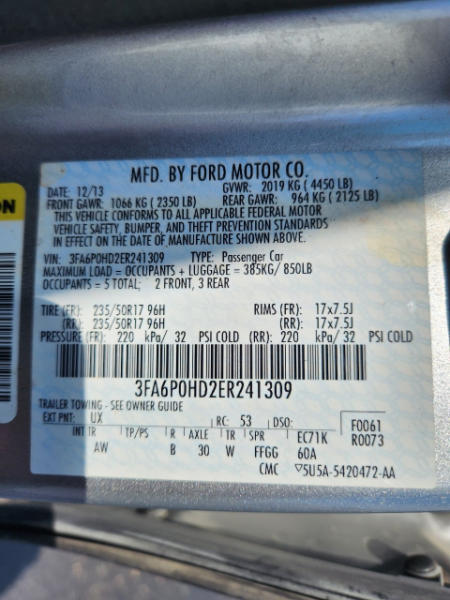 MFD. BY FORD MOTOR CO.
DATE: 12/13 GVWR: 2019 KG ( 4450 LB)
FRONT GAWR: 1066 KG ( 2350 LB) REAR GAWR: 964 KG ( 2125 LB)
THIS VEHICLE CONFORMS TO ALL APPLICABLE FEDERAL MOTOR
VEHICLE SAFETY, BUMPER, AND THEFT PREVENTION STANDARDS
IN EFFECT ON THE DATE OF MANUFACTURE SHOWN ABOVE.
ON
VIN: 3FA6P0HD2ER241309 TYPE: Passenger Car
MAXIMUM LOAD = OCCUPANTS + LUGGAGE = 385KG/ 850LB
OCCUPANTS = 5 TOTAL; 2 FRONT, 3 REAR
TIRE (FR): 235/50R17 96H RIMS (FR): 17x7.5J
(RR): 235/50R17 96H (RR): 17x7.5J
PRESSURE (FR): 220 kPa/ 32 PSI COLD (RR): 220 kPa/ 32 PSI COLD
3FA6P0HD2ER241309
TRAILER TOWING - SEE OWNER GUIDE
EXT PNT: UX RC: 53 DSO: F0061
INT TR TP/PS R AXLE TR SPR EC71K R0073
AW B 30 W FFGG 60A
CMC ▽5U5A-5420472-AA